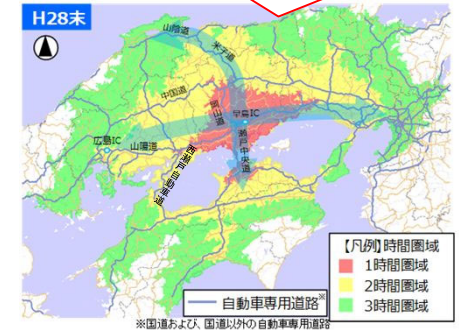 H28末
山陰道
米子道
中国道
岡山道
早島IC
広島IC
山陽道
瀬戸中央道
西瀬戸自動車道
【凡例】時間圏域
1時間圏域
2時間圏域
3時間圏域
自動車専用道路※
※国道および、国道以外の自動車専用道路